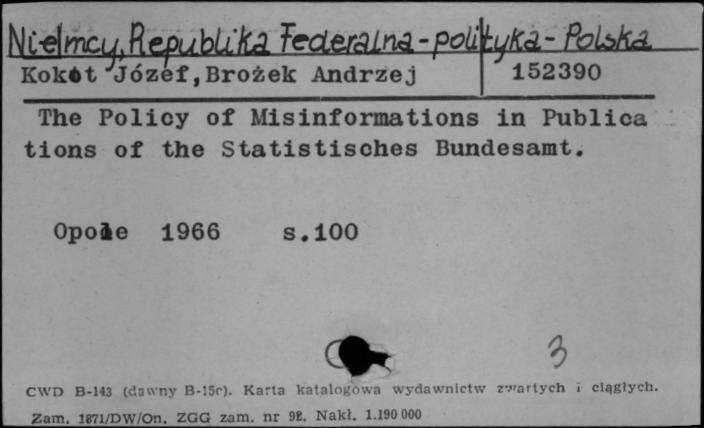 Niemcy, Republika Federalna - polityka - Polska
Kokot Józef, Brożek Andrzej 152390
The Policy of Misinformations in Publica
tions of the Statistisches Bundesamt.
Opole 1966 s.100
3
CWD B-143 (dawny B-15c). Karta katalogowa wydawnictw zwartych i ciągłych.
Zam. 1871/DW/On. ZGG zam. nr 92. Nakł. 1.190 000